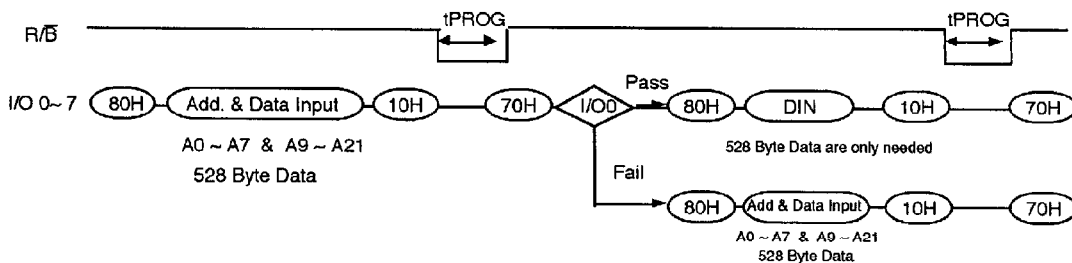 tPROG tPROG
R/B̅
Pass
I/O 0~7 80H Add. & Data Input 10H 70H I/O0 80H DIN 10H 70H
A0 ~ A7 & A9 ~ A21
528 Byte Data are only needed
528 Byte Data
Fail
80H Add & Data Input 10H 70H
A0 ~ A7 & A9 ~ A21
528 Byte Data